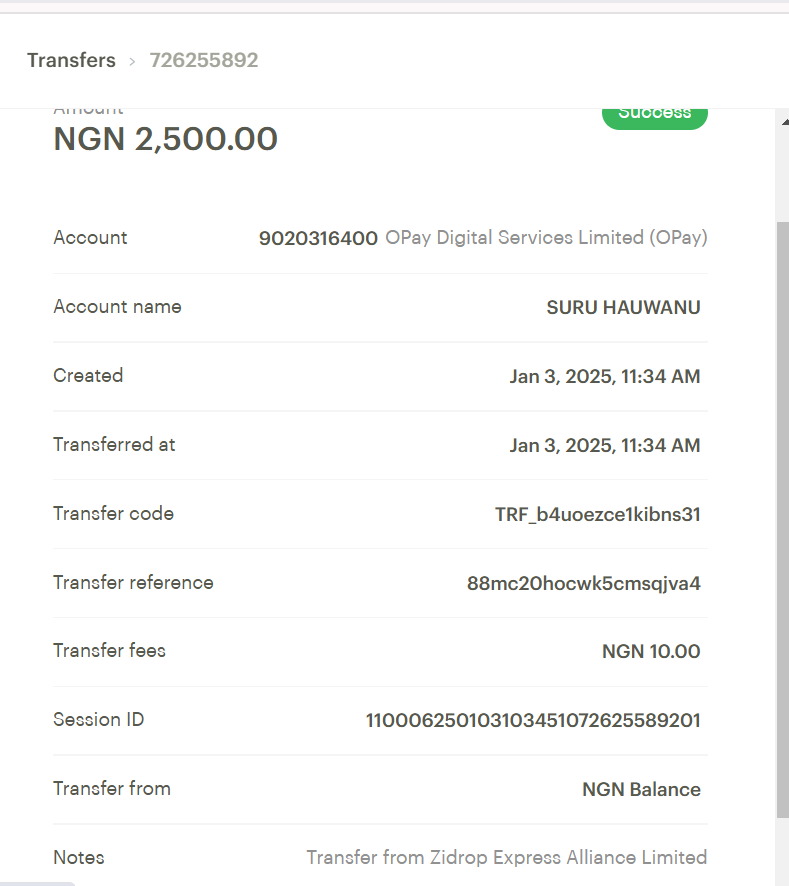 Transfers > 726255892
Amount
Success
NGN 2,500.00
Account 9020316400 OPay Digital Services Limited (OPay)
Account name SURU HAUWANU
Created Jan 3, 2025, 11:34 AM
Transferred at Jan 3, 2025, 11:34 AM
Transfer code TRF_b4uoezce1kibns31
Transfer reference 88mc20hocwk5cmsqjva4
Transfer fees NGN 10.00
Session ID 110006250103103451072625589201
Transfer from NGN Balance
Notes Transfer from Zidrop Express Alliance Limited